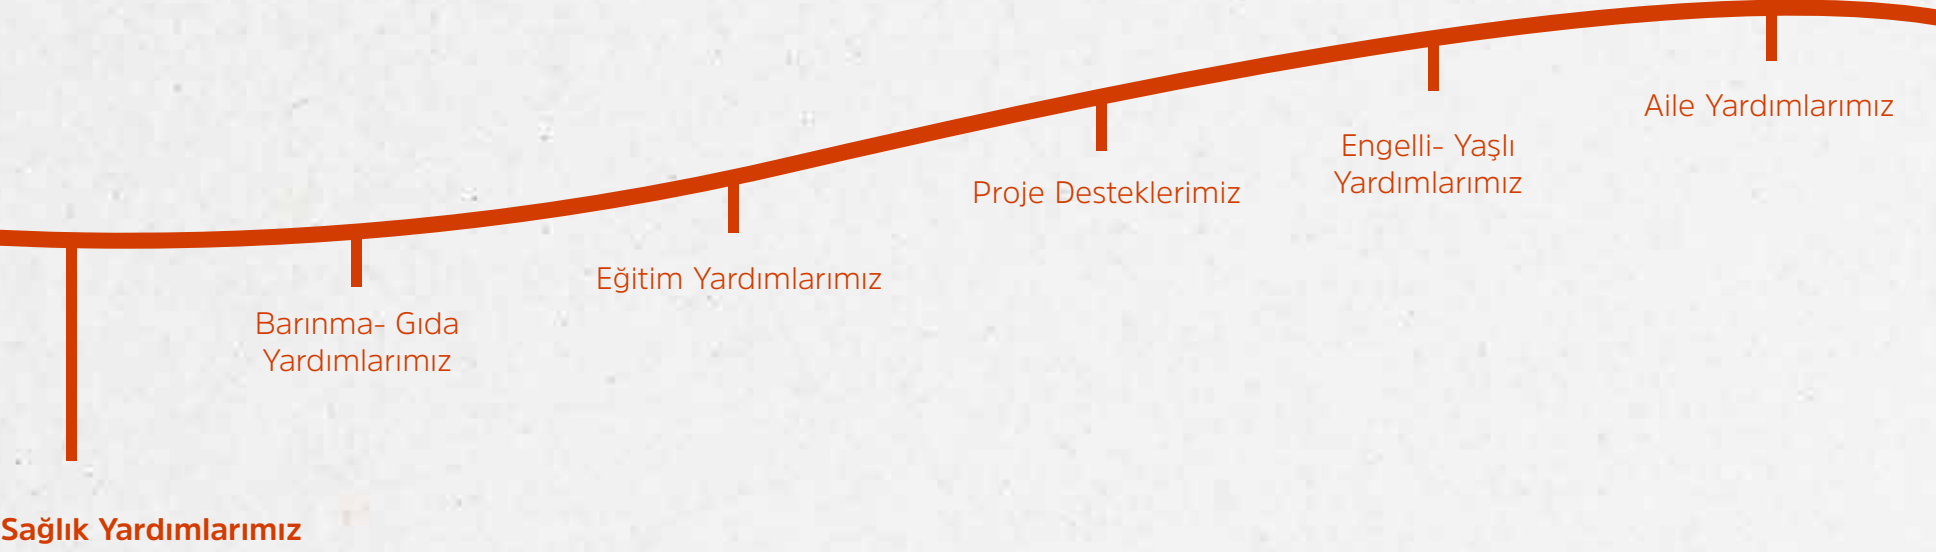 Aile Yardımlarımız
Engelli- Yaşlı
Yardımlarımız
Proje Desteklerimiz
Eğitim Yardımlarımız
Barınma- Gıda
Yardımlarımız
Sağlık Yardımlarımız